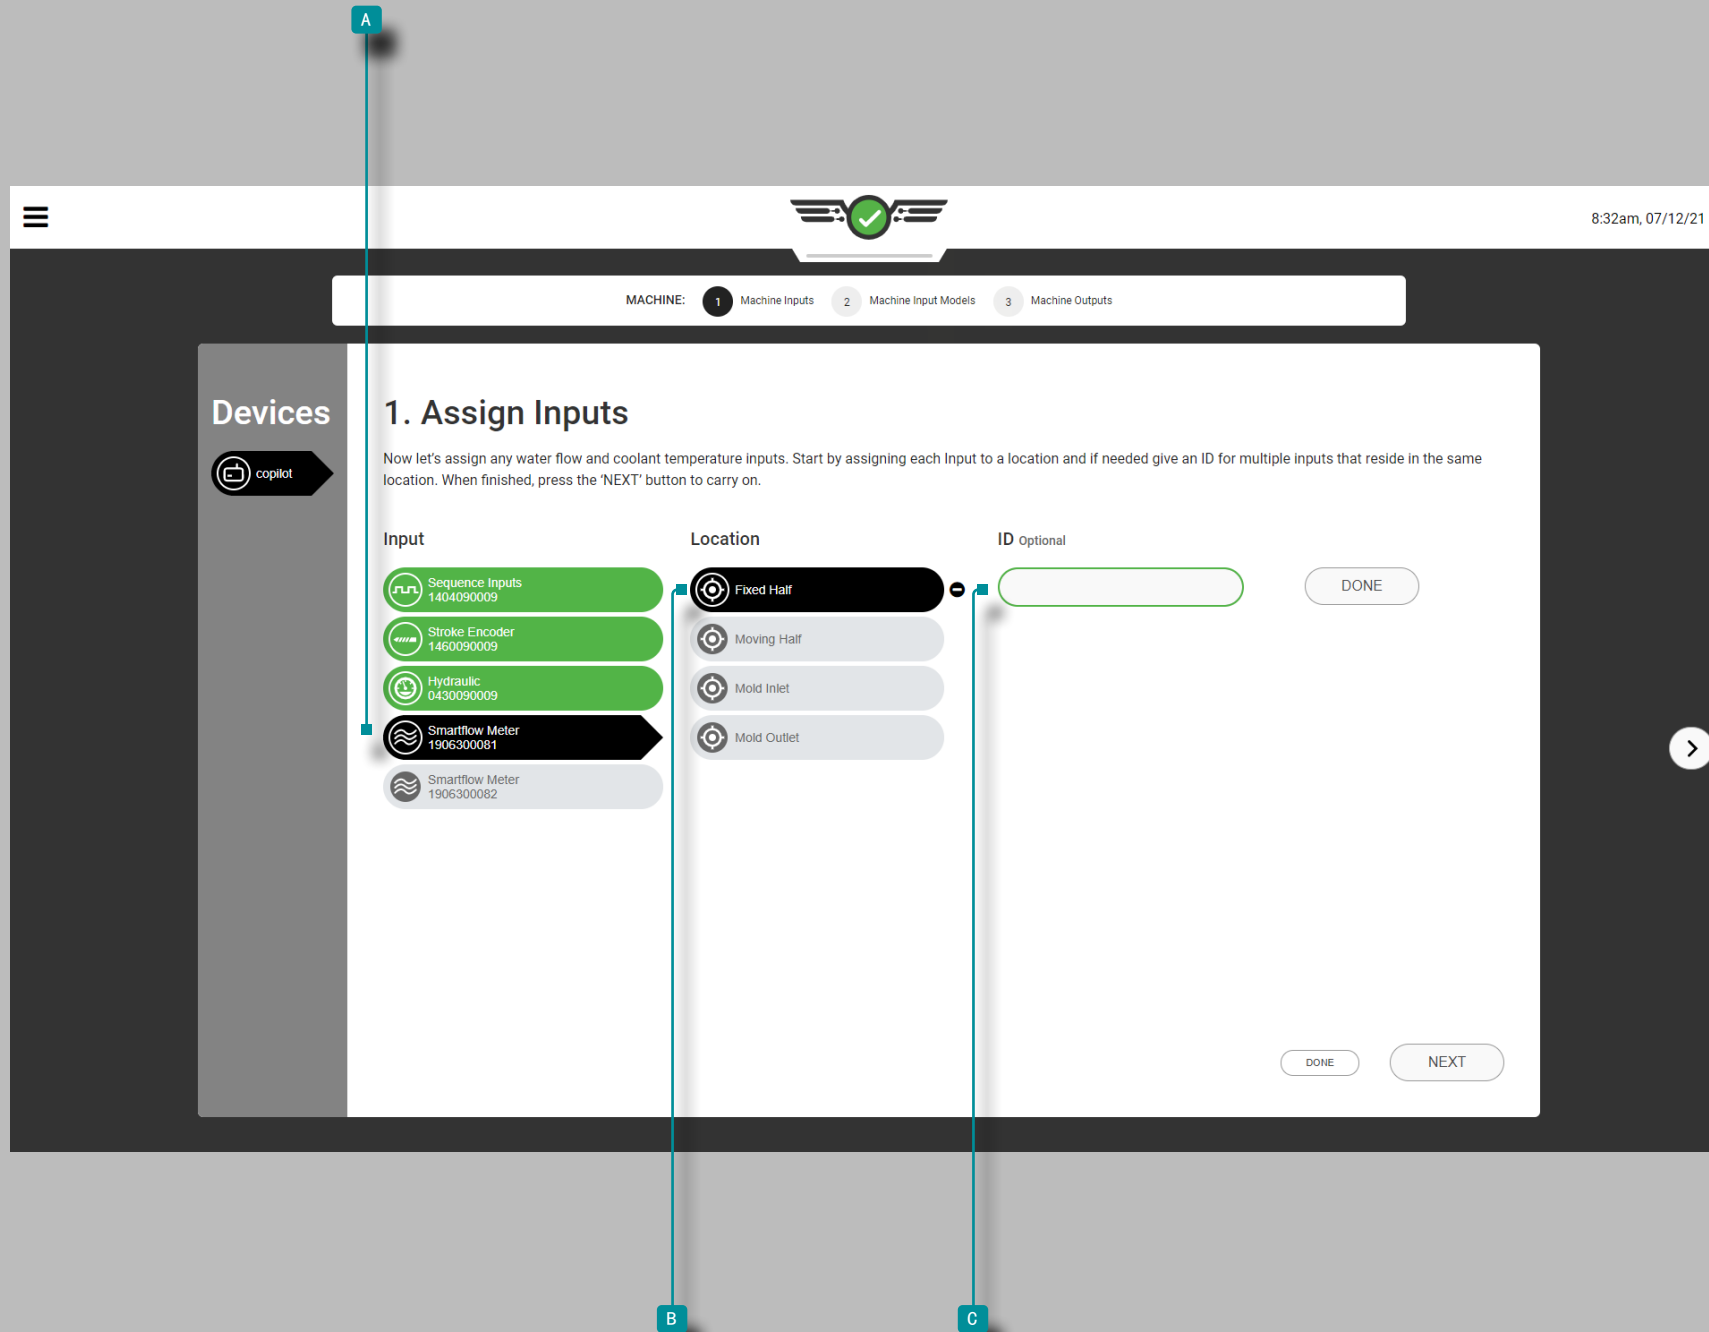 A
8:32am, 07/12/21
MACHINE: 1 Machine Inputs 2 Machine Input Models 3 Machine Outputs
Devices
copilot
1. Assign Inputs
Now let's assign any water flow and coolant temperature inputs. Start by assigning each Input to a location and if needed give an ID for multiple inputs that reside in the same
location. When finished, press the ‘NEXT’ button to carry on.
Input
Sequence Inputs
1404090009
Stroke Encoder
1460090009
Hydraulic
0430090009
Smartflow Meter
1906300081
Smartflow Meter
1906300082
Location
Fixed Half
Moving Half
Mold Inlet
Mold Outlet
ID Optional
DONE
DONE
NEXT
B
C